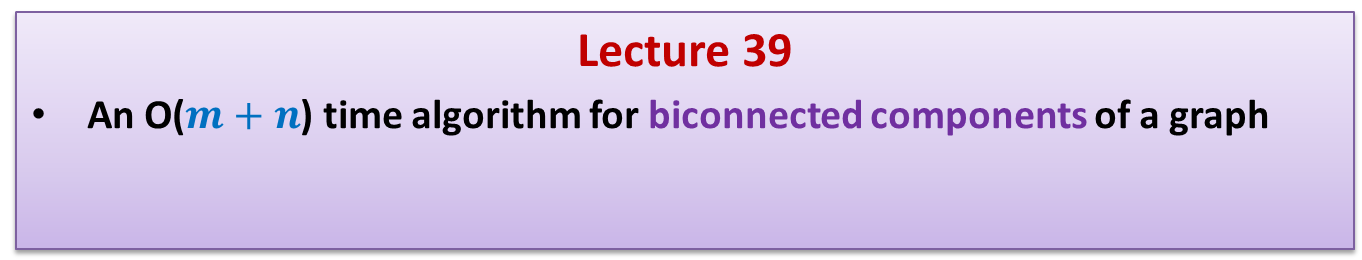 Lecture 39
• An O(m + n) time algorithm for biconnected components of a graph